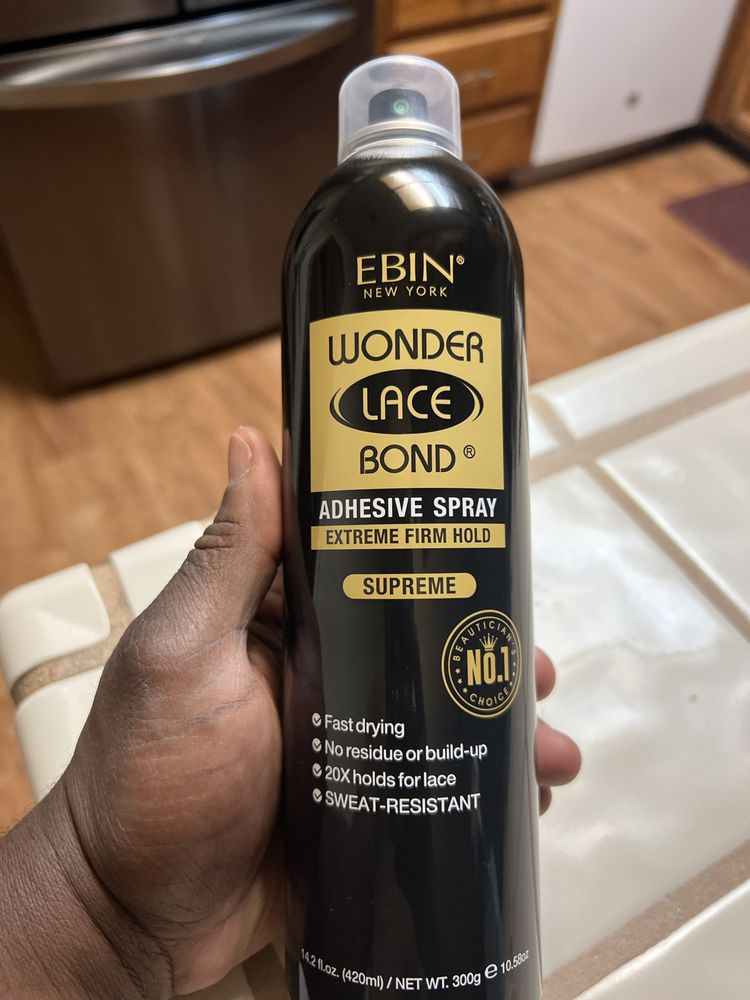 EBIN®
NEW YORK
WONDER
LACE
BOND®
ADHESIVE SPRAY
EXTREME FIRM HOLD
SUPREME
BEAUTICIAN'S
NO.1
CHOICE
Fast drying
No residue or build-up
20X holds for lace
SWEAT-RESISTANT
14.2 fl.oz. (420ml) / NET WT. 300g ℮ 10.58oz